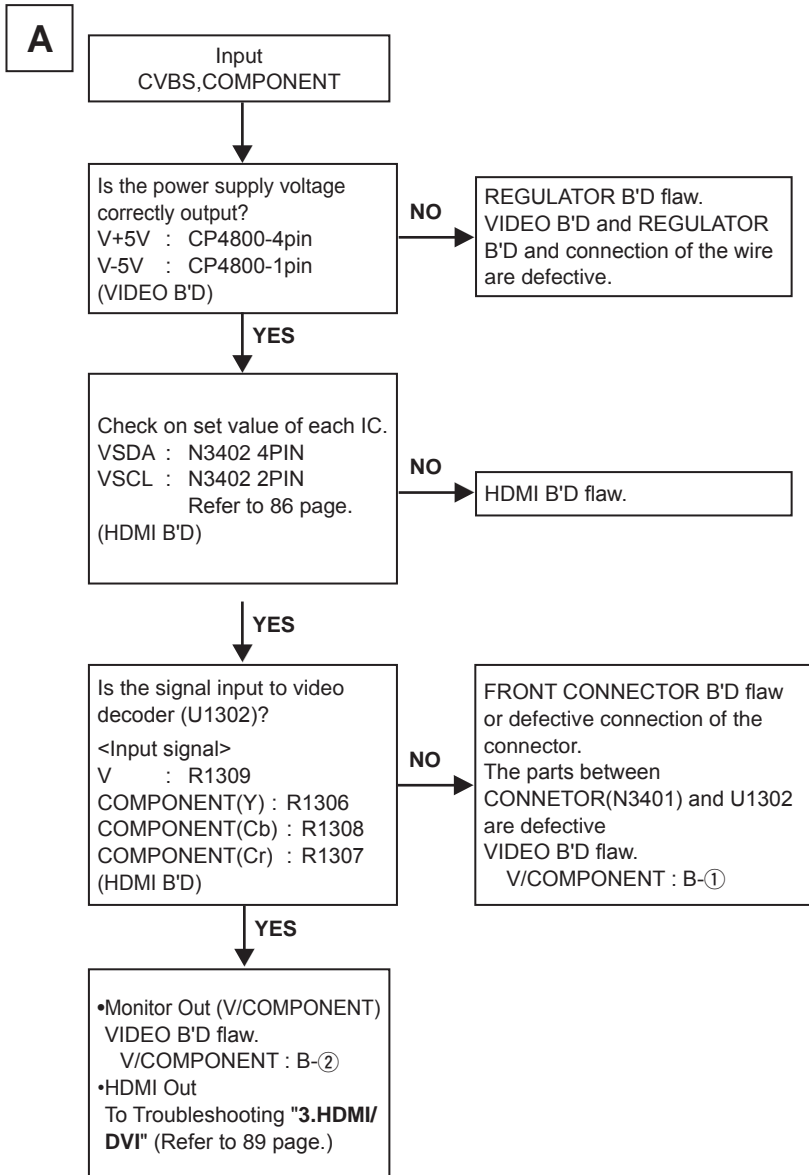 A
Input
CVBS,COMPONENT
Is the power supply voltage
correctly output?
V+5V : CP4800-4pin
V-5V : CP4800-1pin
(VIDEO B'D)
NO
REGULATOR B'D flaw.
VIDEO B'D and REGULATOR
B'D and connection of the wire
are defective.
YES
Check on set value of each IC.
VSDA : N3402 4PIN
VSCL : N3402 2PIN
Refer to 86 page.
(HDMI B'D)
NO
HDMI B'D flaw.
YES
Is the signal input to video
decoder (U1302)?
<Input signal>
V : R1309
COMPONENT(Y) : R1306
COMPONENT(Cb) : R1308
COMPONENT(Cr) : R1307
(HDMI B'D)
NO
FRONT CONNECTOR B'D flaw
or defective connection of the
connector.
The parts between
CONNETOR(N3401) and U1302
are defective
VIDEO B'D flaw.
V/COMPONENT : B-①
YES
•Monitor Out (V/COMPONENT)
VIDEO B'D flaw.
V/COMPONENT : B-②
•HDMI Out
To Troubleshooting "3.HDMI/
DVI" (Refer to 89 page.)